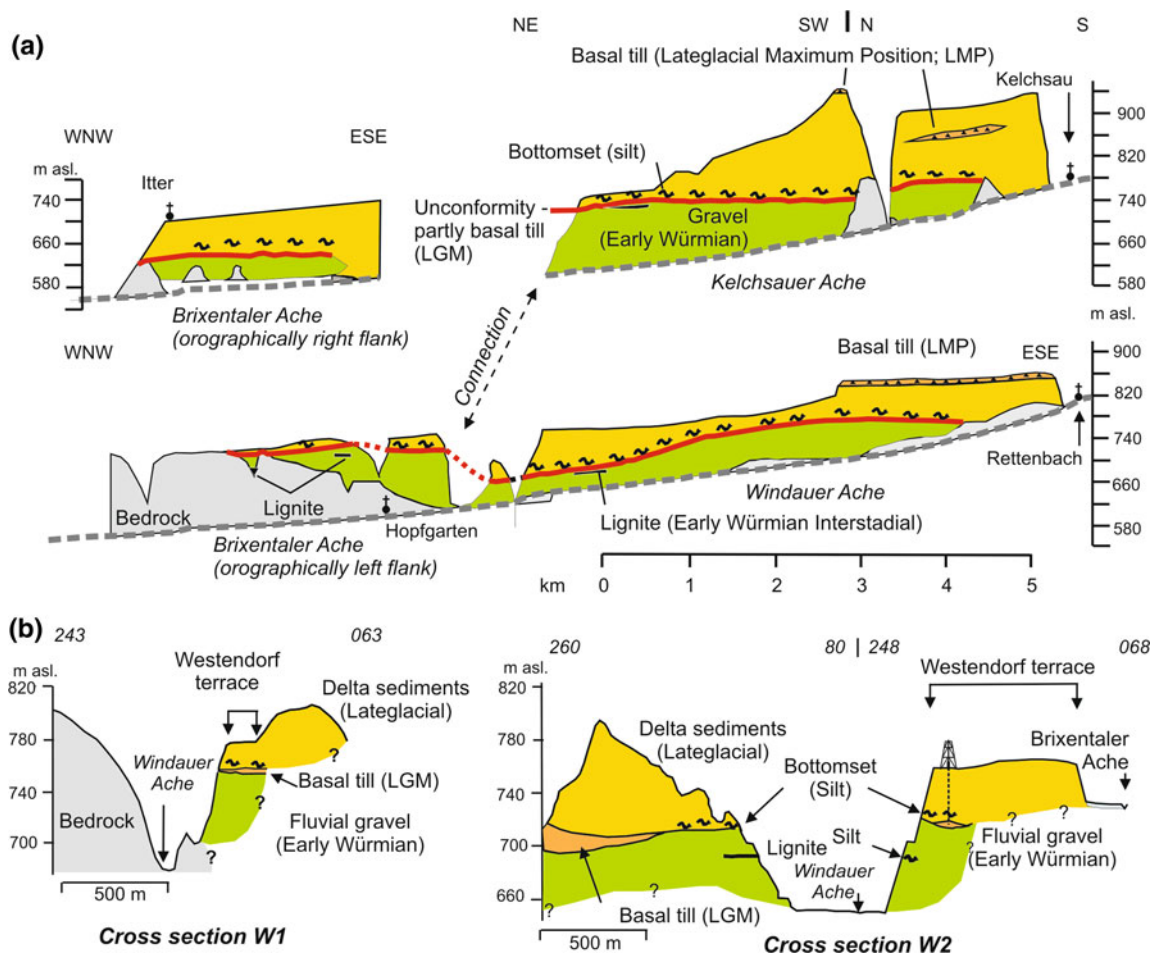 (a)
NE
SW
N
S
Basal till (Lateglacial
Maximum Position; LMP)
Kelchsau
WNW
ESE
m asl.
740
660
580
Itter
Bottomset (silt)
Unconformity
partly basal till
(LGM)
Gravel
(Early Würmian)
900
820
740
660
580
m asl.
Kelchsauer Ache
Brixentaler Ache
(orographically right flank)
WNW
Connection
Basal till (LMP)
ESE
900
820
740
660
580
Rettenbach
Bedrock
Lignite
Hopfgarten
Windauer Ache
Lignite (Early Würmian Interstadial)
Brixentaler Ache
(orographically left flank)
km
0
1
2
3
4
5
(b)
243
063
m asl.
820
780
740
700
Westendorf
terrace
Delta sediments
(Lateglacial)
Windauer
Ache
?
Basal till (LGM)
?
Bedrock
Fluvial gravel
(Early Würmian)
?
500 m
Cross section W1
260
80 | 248
068
m asl.
820
780
740
700
660
Westendorf
terrace
Delta sediments
(Lateglacial)
Bottomset
(Silt)
Brixentaler
Ache
?
?
?
Silt
Lignite
Fluvial gravel
(Early Würmian)
Windauer
Ache
?
?
Basal till (LGM)
500 m
Cross section W2